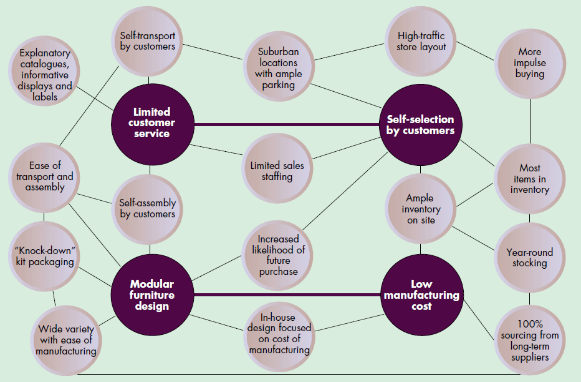 Self-transport
by customers
High-traffic
store layout
Explanatory
catalogues,
informative
displays and
labels
Suburban
locations
with ample
parking
More
impulse
buying
Limited
customer
service
Self-selection
by customers
Ease of
transport and
assembly
Limited sales
staffing
Most
items in
inventory
Self-assembly
by customers
Ample
inventory
on site
"Knock-down"
kit packaging
Increased
likelihood of
future
purchase
Year-round
stocking
Modular
furniture
design
Low
manufacturing
cost
Wide variety
with ease of
manufacturing
In-house
design focused
on cost of
manufacturing
100%
sourcing from
long-term
suppliers